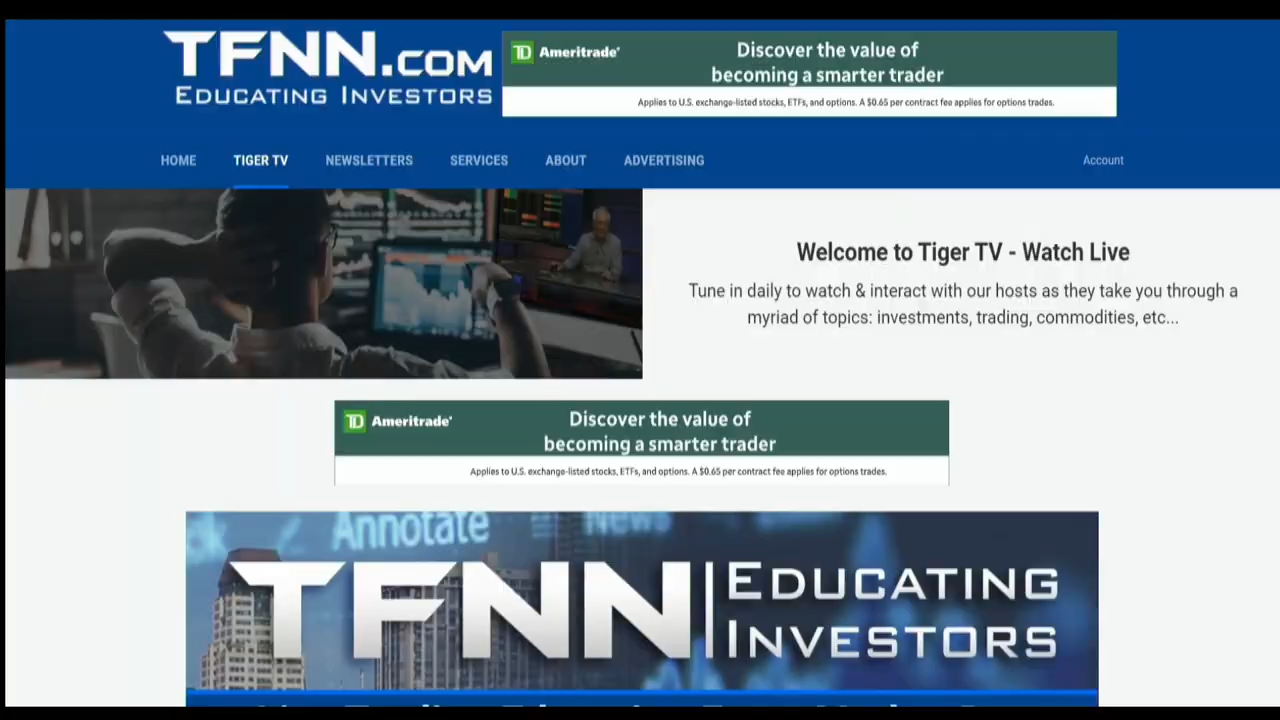 TFNN.COM
EDUCATING INVESTORS
TD Ameritrade®
Discover the value of
becoming a smarter trader
Applies to U.S. exchange-listed stocks, ETFs, and options. A $0.65 per contract fee applies for options trades.
HOME TIGER TV NEWSLETTERS SERVICES ABOUT ADVERTISING Account
Welcome to Tiger TV - Watch Live
Tune in daily to watch & interact with our hosts as they take you through a
myriad of topics: investments, trading, commodities, etc...
TD Ameritrade®
Discover the value of
becoming a smarter trader
Applies to U.S. exchange-listed stocks, ETFs, and options. A $0.65 per contract fee applies for options trades.
Annotate News
TFNN EDUCATING
INVESTORS